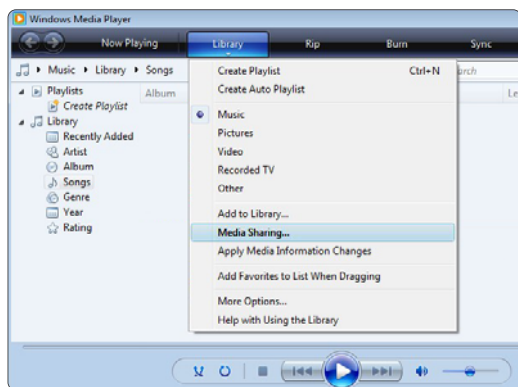 Windows Media Player
Now Playing Library Rip Burn Sync
Music Library Songs
Playlists
Create Playlist
Library
Recently Added
Artist
Album
Songs
Genre
Year
Rating
Album
Create Playlist Ctrl+N
Create Auto Playlist
Music
Pictures
Video
Recorded TV
Other
Add to Library...
Media Sharing...
Apply Media Information Changes
Add Favorites to List When Dragging
More Options...
Help with Using the Library
arch
Le